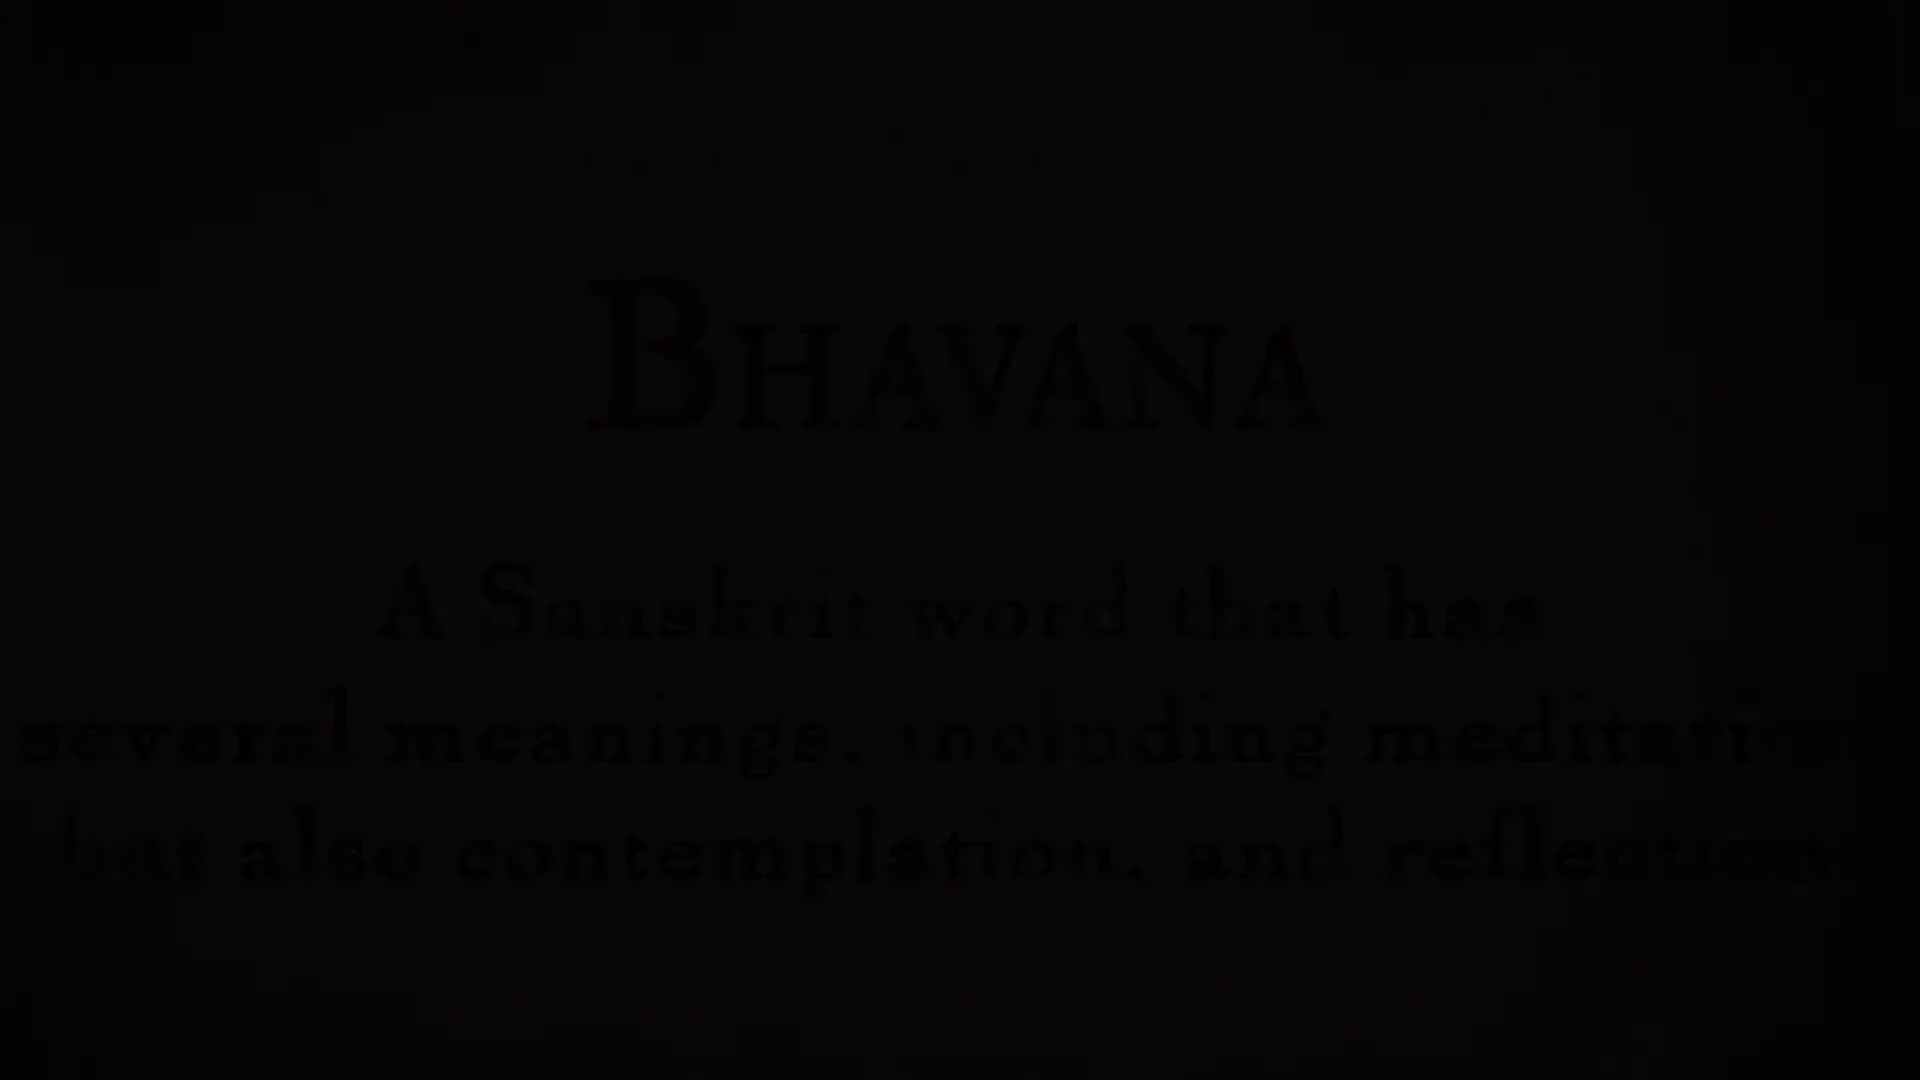 BHAVANA
A Sanskrit word that has
several meanings, including meditation
but also contemplation, and reflection.